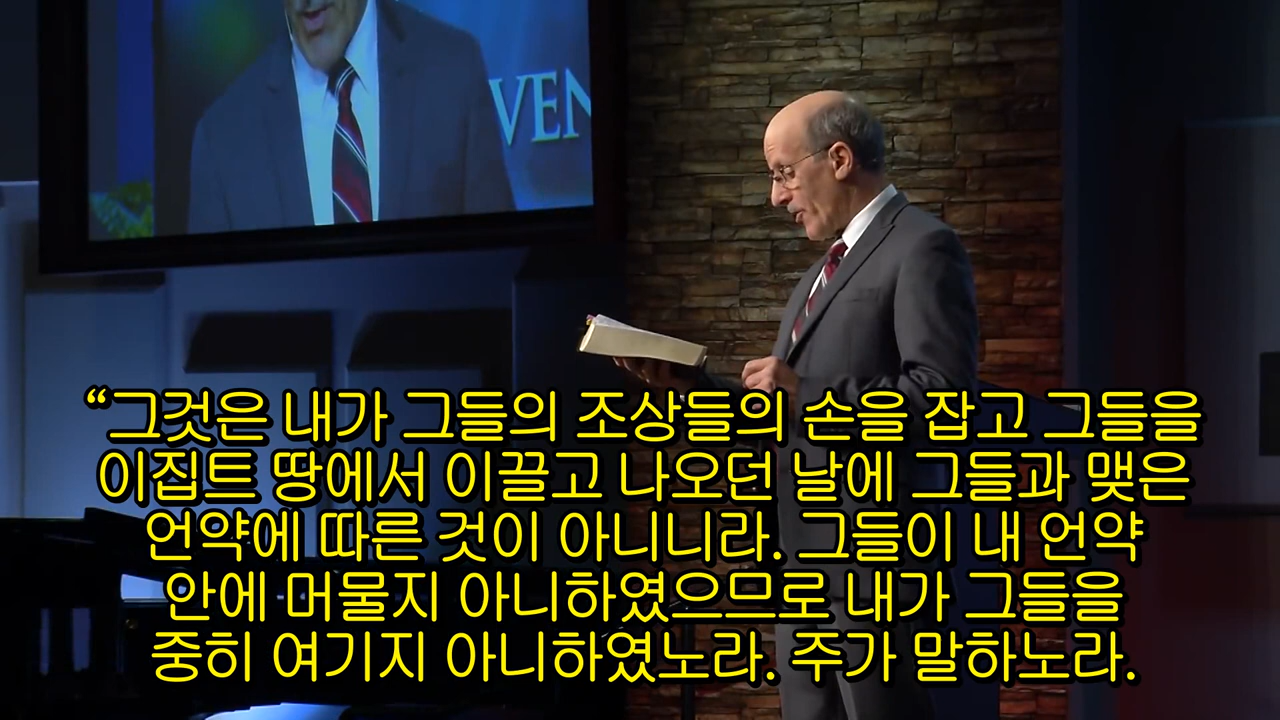 VEN
“그것은 내가 그들의 조상들의 손을 잡고 그들을
이집트 땅에서 이끌고 나오던 날에 그들과 맺은
언약에 따른 것이 아니니라. 그들이 내 언약
안에 머물지 아니하였으므로 내가 그들을
중히 여기지 아니하였노라. 주가 말하노라.